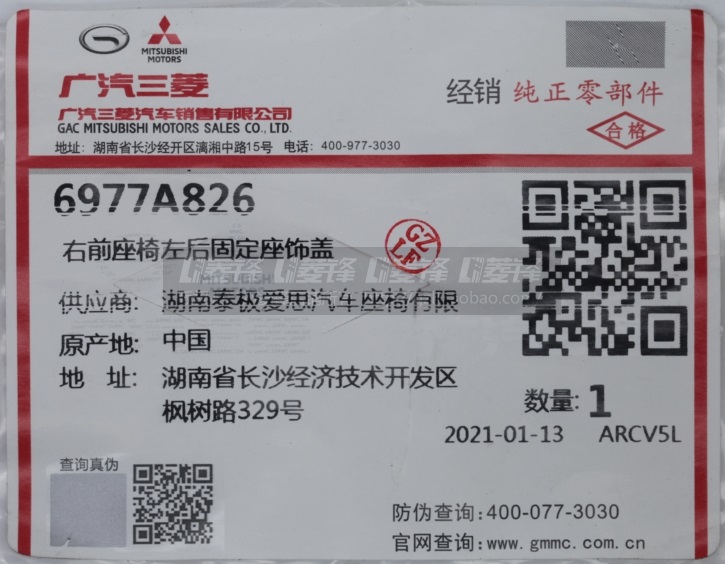 MITSUBISHI
MOTORS
广汽三菱
广汽三菱汽车销售有限公司
GAC MITSUBISHI MOTORS SALES CO., LTD.
地址: 湖南省长沙经开区漓湘中路15号 电话: 400-977-3030
经销 纯正零部件
合格
6977A826
右前座椅左后固定座饰盖
GZ
LF
菱锋 菱锋 菱锋 菱锋
供应商: 湖南泰极爱思汽车座椅有限
原产地: 中国
地 址: 湖南省长沙经济技术开发区
枫树路329号
数量: 1
2021-01-13 ARCV5L
查询真伪
防伪查询: 400-077-3030
官网查询: www.gmmc.com.cn